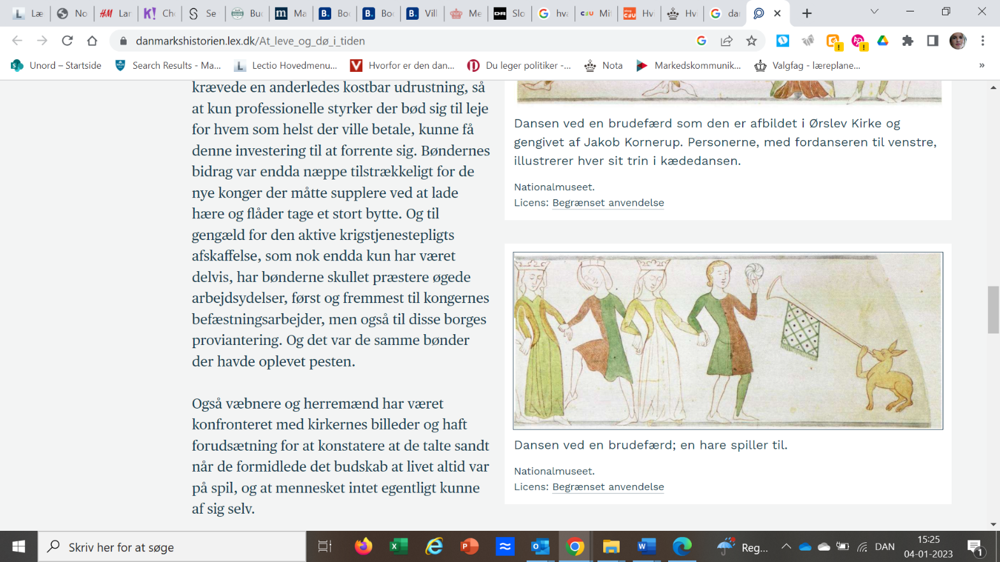 Læ
No
H&M Lar
K! Che
S Se
Buc
m Ma
B. Boo
B. Boo
B. Vill
Me
DR Slo
hva
Mi
Hv
Hv
da
danmarkshistorien.lex.dk/At_leve_og_dø_i_tiden
Unord – Startside
Search Results - Ma...
Lectio Hovedmenu...
Hvorfor er den dan...
Du leger politiker -...
Nota
Markedskommunik...
Valgfag - læreplane...
»
krævede en anderledes kostbar udrustning, så
at kun professionelle styrker der bød sig til leje
for hvem som helst der ville betale, kunne få
denne investering til at forrente sig. Bøndernes
bidrag var endda næppe tilstrækkeligt for de
nye konger der måtte supplere ved at lade
hære og flåder tage et stort bytte. Og til
gengæld for den aktive krigstjenestepligts
afskaffelse, som nok endda kun har været
delvis, har bønderne skullet præstere øgede
arbejdsydelser, først og fremmest til kongernes
befæstningsarbejder, men også til disse borges
proviantering. Og det var de samme bønder
der havde oplevet pesten.
Også væbnere og herremænd har været
konfronteret med kirkernes billeder og haft
forudsætning for at konstatere at de talte sandt
når de formidlede det budskab at livet altid var
på spil, og at mennesket intet egentligt kunne
af sig selv.
Dansen ved en brudefærd som den er afbildet i Ørslev Kirke og
gengivet af Jakob Kornerup. Personerne, med fordanseren til venstre,
illustrerer hver sit trin i kædedansen.
Nationalmuseet.
Licens: Begrænset anvendelse
Dansen ved en brudefærd; en hare spiller til.
Nationalmuseet.
Licens: Begrænset anvendelse
Skriv her for at søge
Reg...
DAN
15:25
04-01-2023
1